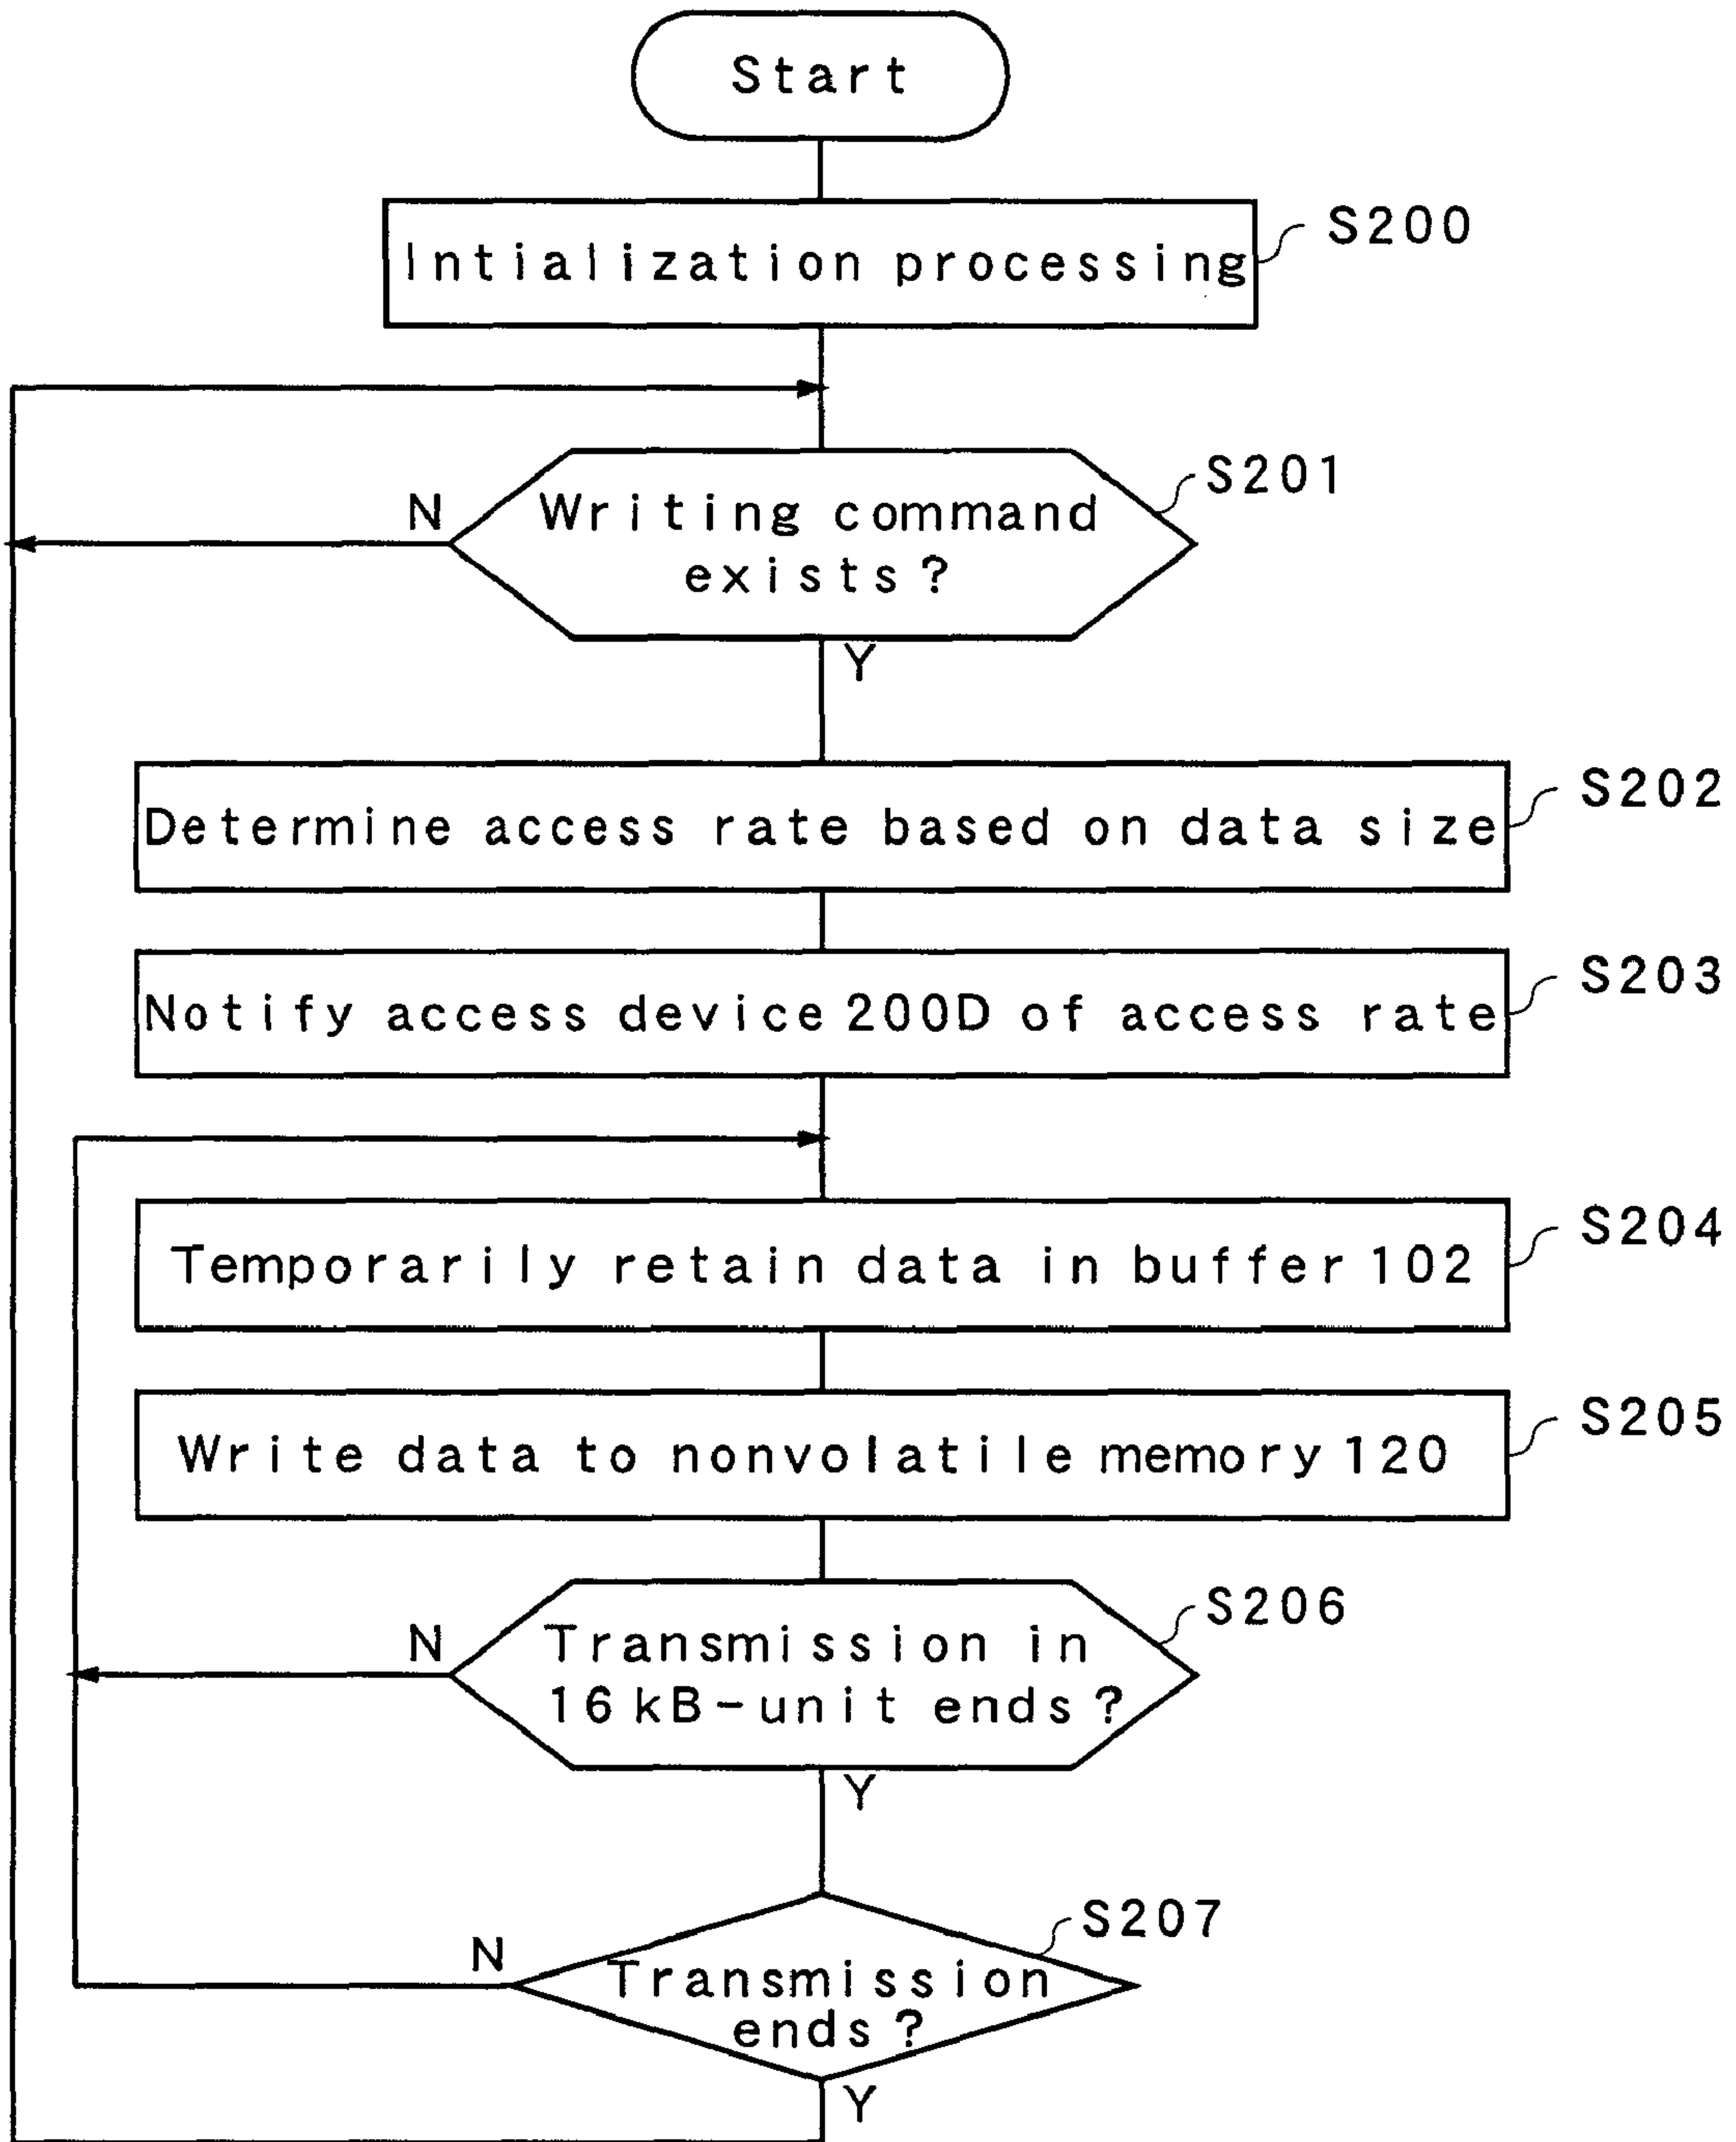 Start
Intialization processing
S200
N
Writing command
exists?
S201
Y
Determine access rate based on data size
S202
Notify access device 200D of access rate
S203
Temporarily retain data in buffer 102
S204
Write data to nonvolatile memory 120
S205
N
Transmission in
16kB-unit ends?
S206
Y
S207
N
Transmission
ends?
Y